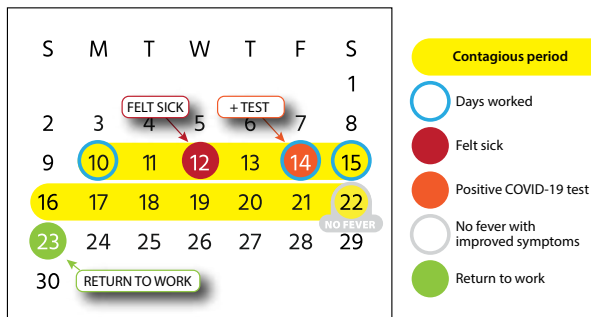 S M T W T F S
1
FELT SICK
+ TEST
2 3 4 5 6 7 8
9 10 11 12 13 14 15
16 17 18 19 20 21 22
NO FEVER
23 24 25 26 27 28 29
30
RETURN TO WORK
Contagious period
Days worked
Felt sick
Positive COVID-19 test
No fever with
improved symptoms
Return to work